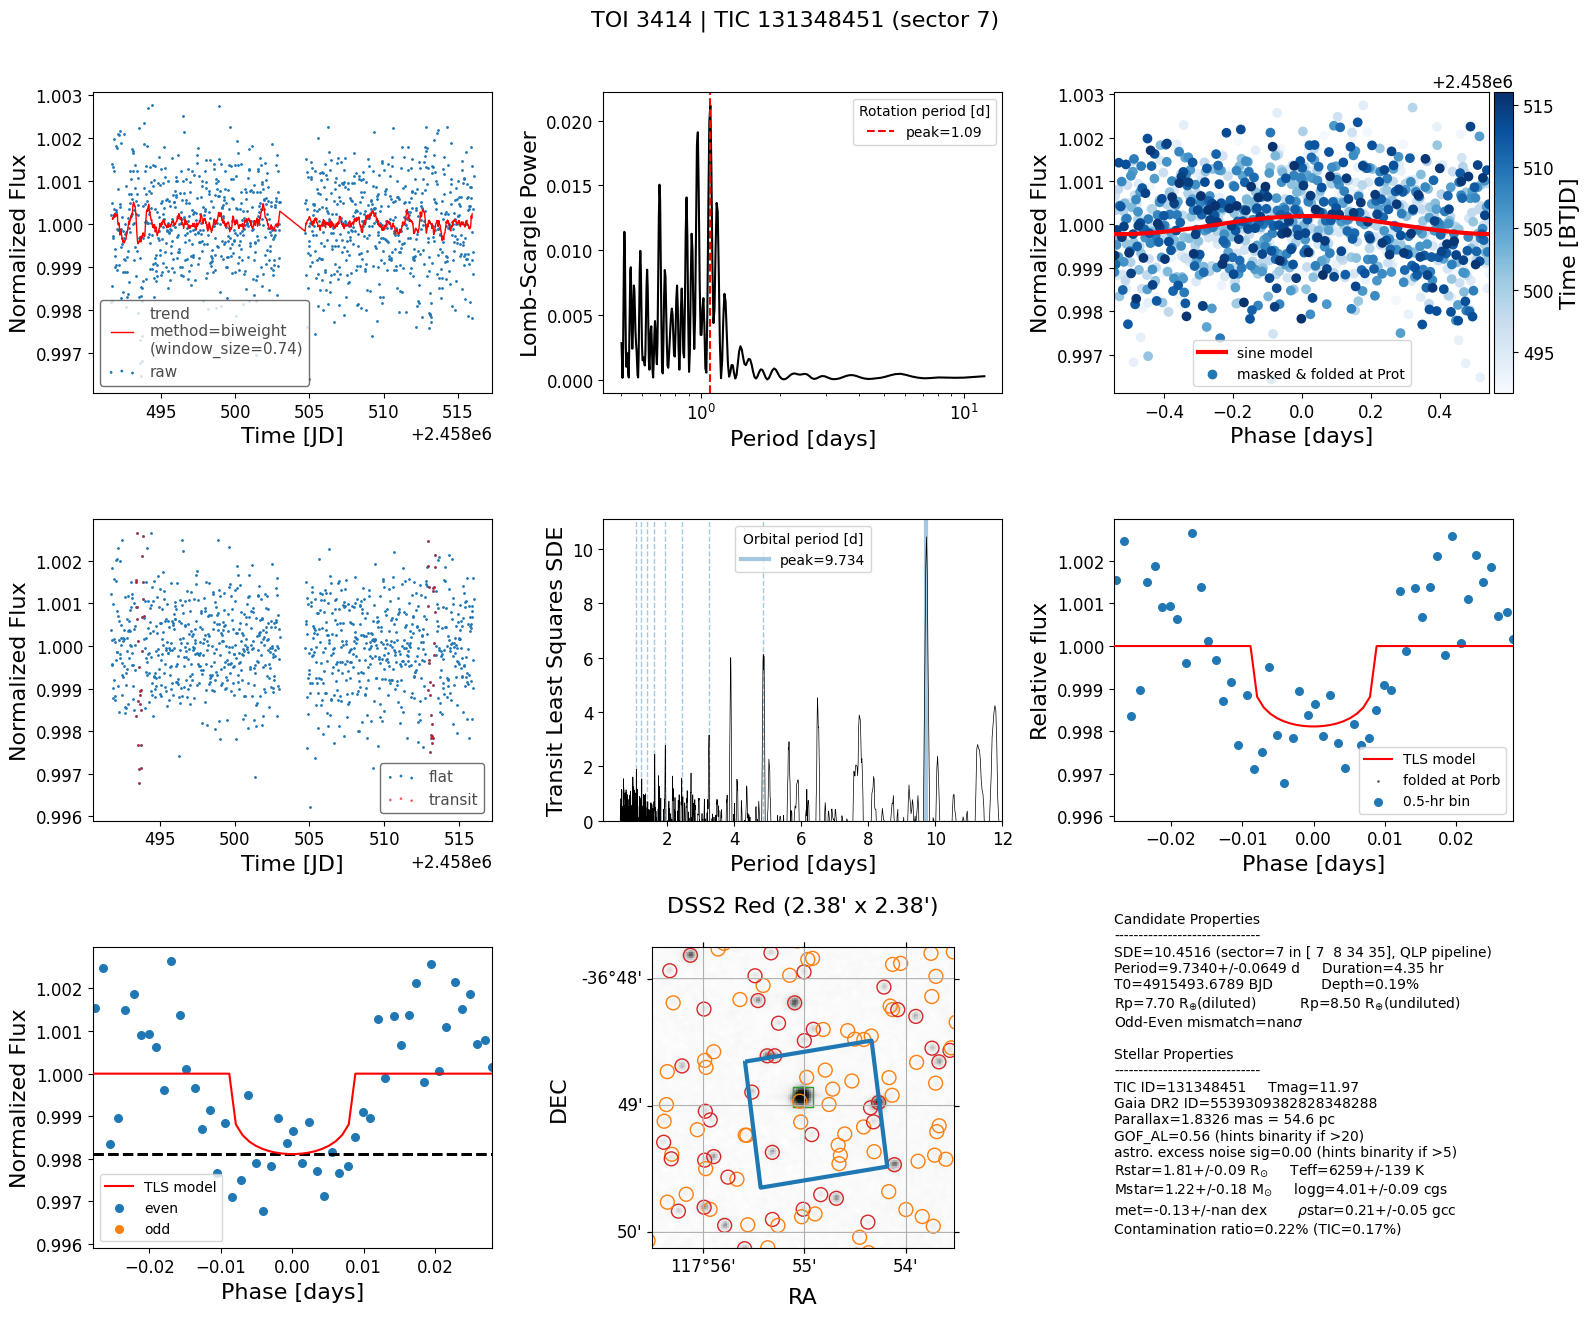 TOI 3414 | TIC 131348451 (sector 7)
1.003
1.002
1.001
1.000
0.999
0.998
0.997
Normalized Flux
trend
method=biweight
(window_size=0.74)
raw
495
500
505
510
515
Time [JD]
+2.458e6
0.020
0.015
0.010
0.005
0.000
Lomb-Scargle Power
Rotation period [d]
peak=1.09
10⁰
10¹
Period [days]
1.003
1.002
1.001
1.000
0.999
0.998
0.997
Normalized Flux
sine model
masked & folded at Prot
−0.4
−0.2
0.0
0.2
0.4
Phase [days]
+2.458e6
515
510
505
500
495
Time [BTJD]
1.002
1.001
1.000
0.999
0.998
0.997
0.996
Normalized Flux
flat
transit
495
500
505
510
515
Time [JD]
+2.458e6
10
8
6
4
2
0
Transit Least Squares SDE
Orbital period [d]
peak=9.734
2
4
6
8
10
12
Period [days]
1.002
1.001
1.000
0.999
0.998
0.997
0.996
Relative flux
TLS model
folded at Porb
0.5-hr bin
−0.02
−0.01
0.00
0.01
0.02
Phase [days]
1.002
1.001
1.000
0.999
0.998
0.997
0.996
Normalized Flux
TLS model
even
odd
−0.02
−0.01
0.00
0.01
0.02
Phase [days]
DSS2 Red (2.38' x 2.38')
-36°48'
49'
50'
DEC
117°56'
55'
54'
RA
Candidate Properties
------------------------------
SDE=10.4516 (sector=7 in [ 7  8 34 35], QLP pipeline)
Period=9.7340+/-0.0649 d     Duration=4.35 hr
T0=4915493.6789 BJD     Depth=0.19%
Rp=7.70 R⊕(diluted)     Rp=8.50 R⊕(undiluted)
Odd-Even mismatch=nanσ
Stellar Properties
------------------------------
TIC ID=131348451     Tmag=11.97
Gaia DR2 ID=5539309382828348288
Parallax=1.8326 mas = 54.6 pc
GOF_AL=0.56 (hints binarity if >20)
astro. excess noise sig=0.00 (hints binarity if >5)
Rstar=1.81+/-0.09 R⊙     Teff=6259+/-139 K
Mstar=1.22+/-0.18 M⊙     logg=4.01+/-0.09 cgs
met=-0.13+/-nan dex     ρstar=0.21+/-0.05 gcc
Contamination ratio=0.22% (TIC=0.17%)